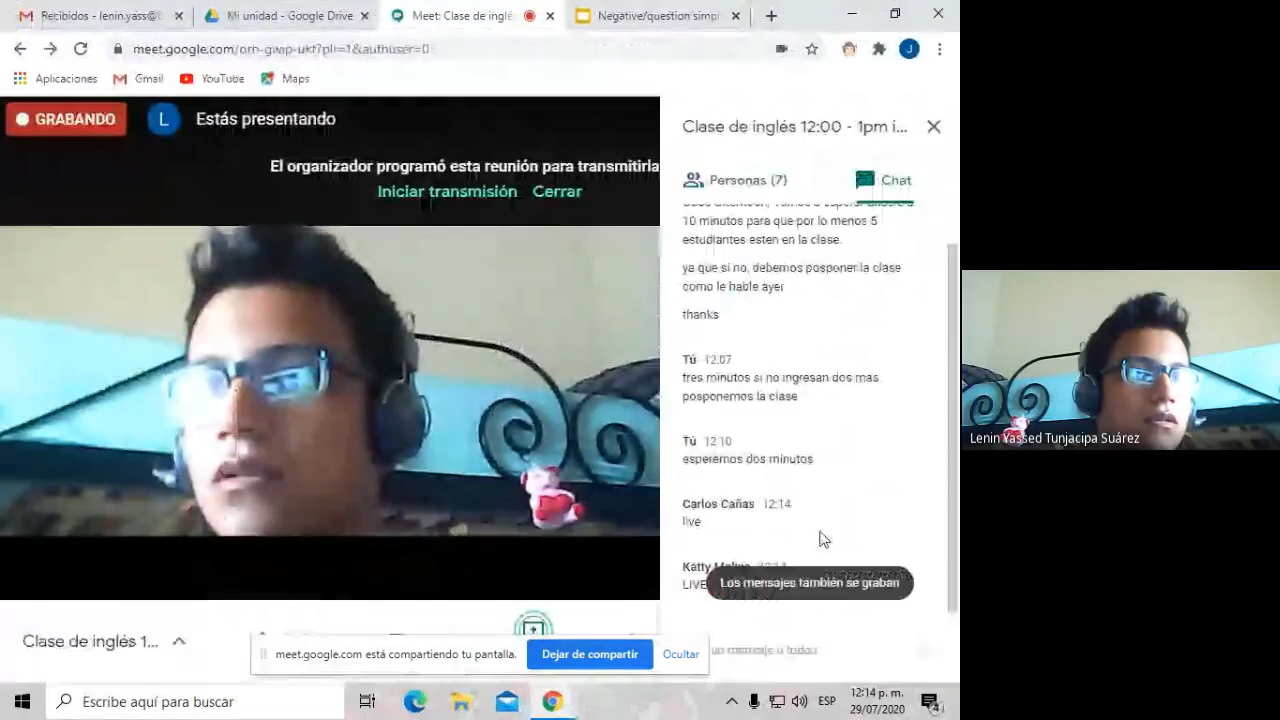 Recibidos - lenin.yass@
Mi unidad - Google Drive
Meet: Clase de inglé
Negative/question simpl
meet.google.com/orn-gwwp-ukf?plr=1&authuser=0
J
Aplicaciones
Gmail
YouTube
Maps
GRABANDO
L
Estás presentando
El organizador programó esta reunión para transmitirla
Iniciar transmisión Cerrar
Clase de inglés 12:00 - 1pm i...
Personas (7)
Chat
10 minutos para que por lo menos 5
estudiantes esten en la clase.
ya que si no, debemos posponer la clase
como le hable ayer
thanks
Tú 12:07
tres minutos si no ingresan dos mas
posponemos la clase
Tú 12:10
esperemos dos minutos
Carlos Cañas 12:14
live
Katty
LIVE
Los mensajes también se graban
Lenin Yassed Tunjacipa Suárez
Clase de inglés 1...
meet.google.com está compartiendo tu pantalla.
Dejar de compartir
Ocultar
un mensaje a todos
Escribe aquí para buscar
ESP
12:14 p. m.
29/07/2020